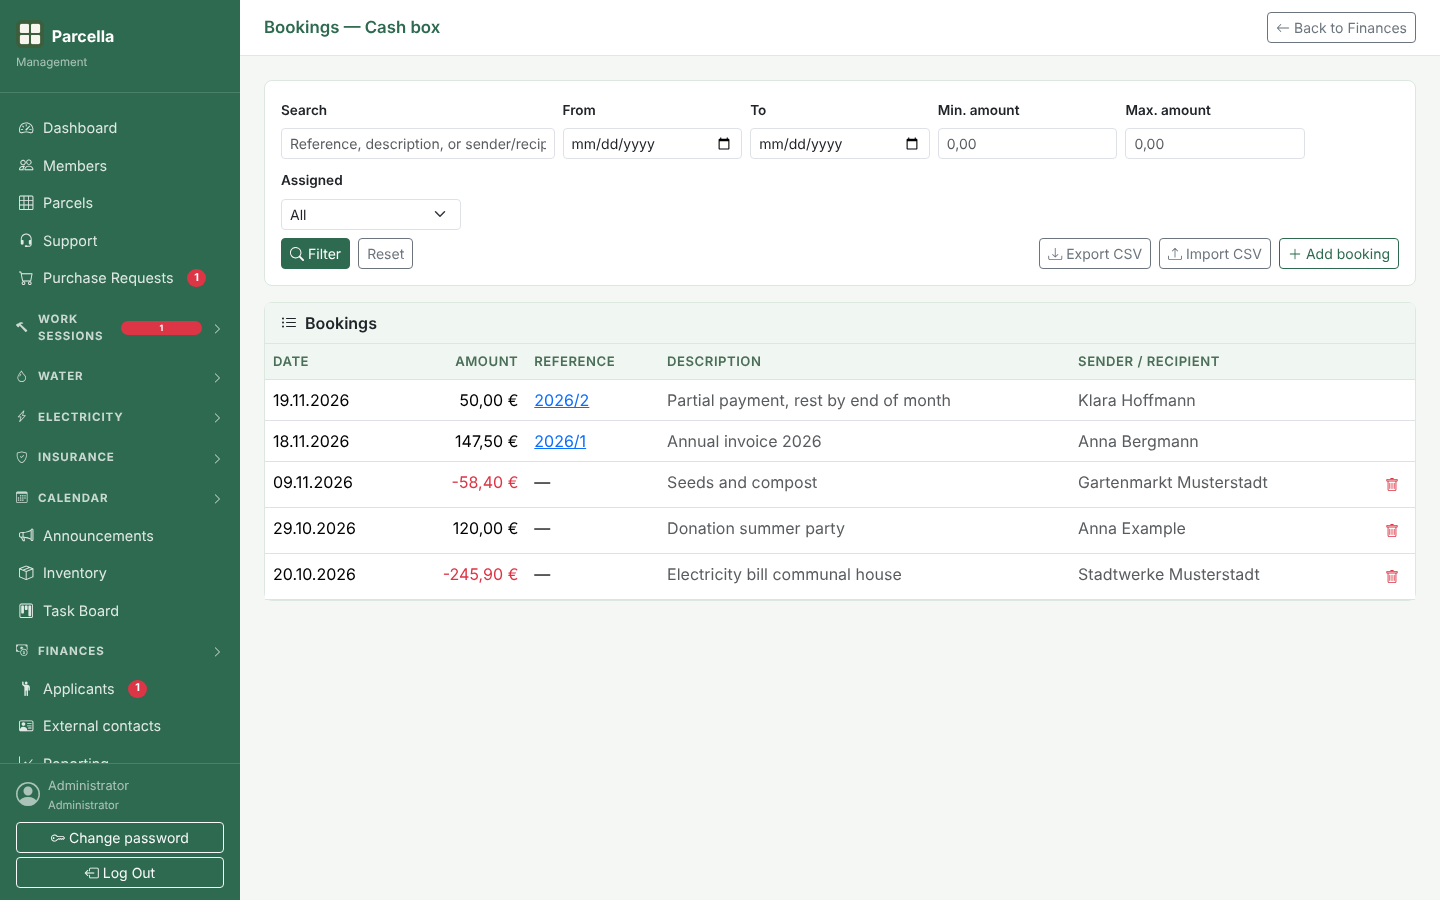 Parcella
Management
Dashboard
Members
Parcels
Support
Purchase Requests 1
WORK SESSIONS 1
WATER
ELECTRICITY
INSURANCE
CALENDAR
Announcements
Inventory
Task Board
FINANCES
Applicants 1
External contacts
Reporting
Administrator
Administrator
Change password
Log Out
Bookings — Cash box
Back to Finances
Search From To Min. amount Max. amount
Reference, description, or sender/recip mm/dd/yyyy mm/dd/yyyy 0,00 0,00
Assigned
All
Filter Reset Export CSV Import CSV Add booking
Bookings
DATE AMOUNT REFERENCE DESCRIPTION SENDER / RECIPIENT
19.11.2026 50,00 € 2026/2 Partial payment, rest by end of month Klara Hoffmann
18.11.2026 147,50 € 2026/1 Annual invoice 2026 Anna Bergmann
09.11.2026 -58,40 € — Seeds and compost Gartenmarkt Musterstadt
29.10.2026 120,00 € — Donation summer party Anna Example
20.10.2026 -245,90 € — Electricity bill communal house Stadtwerke Musterstadt